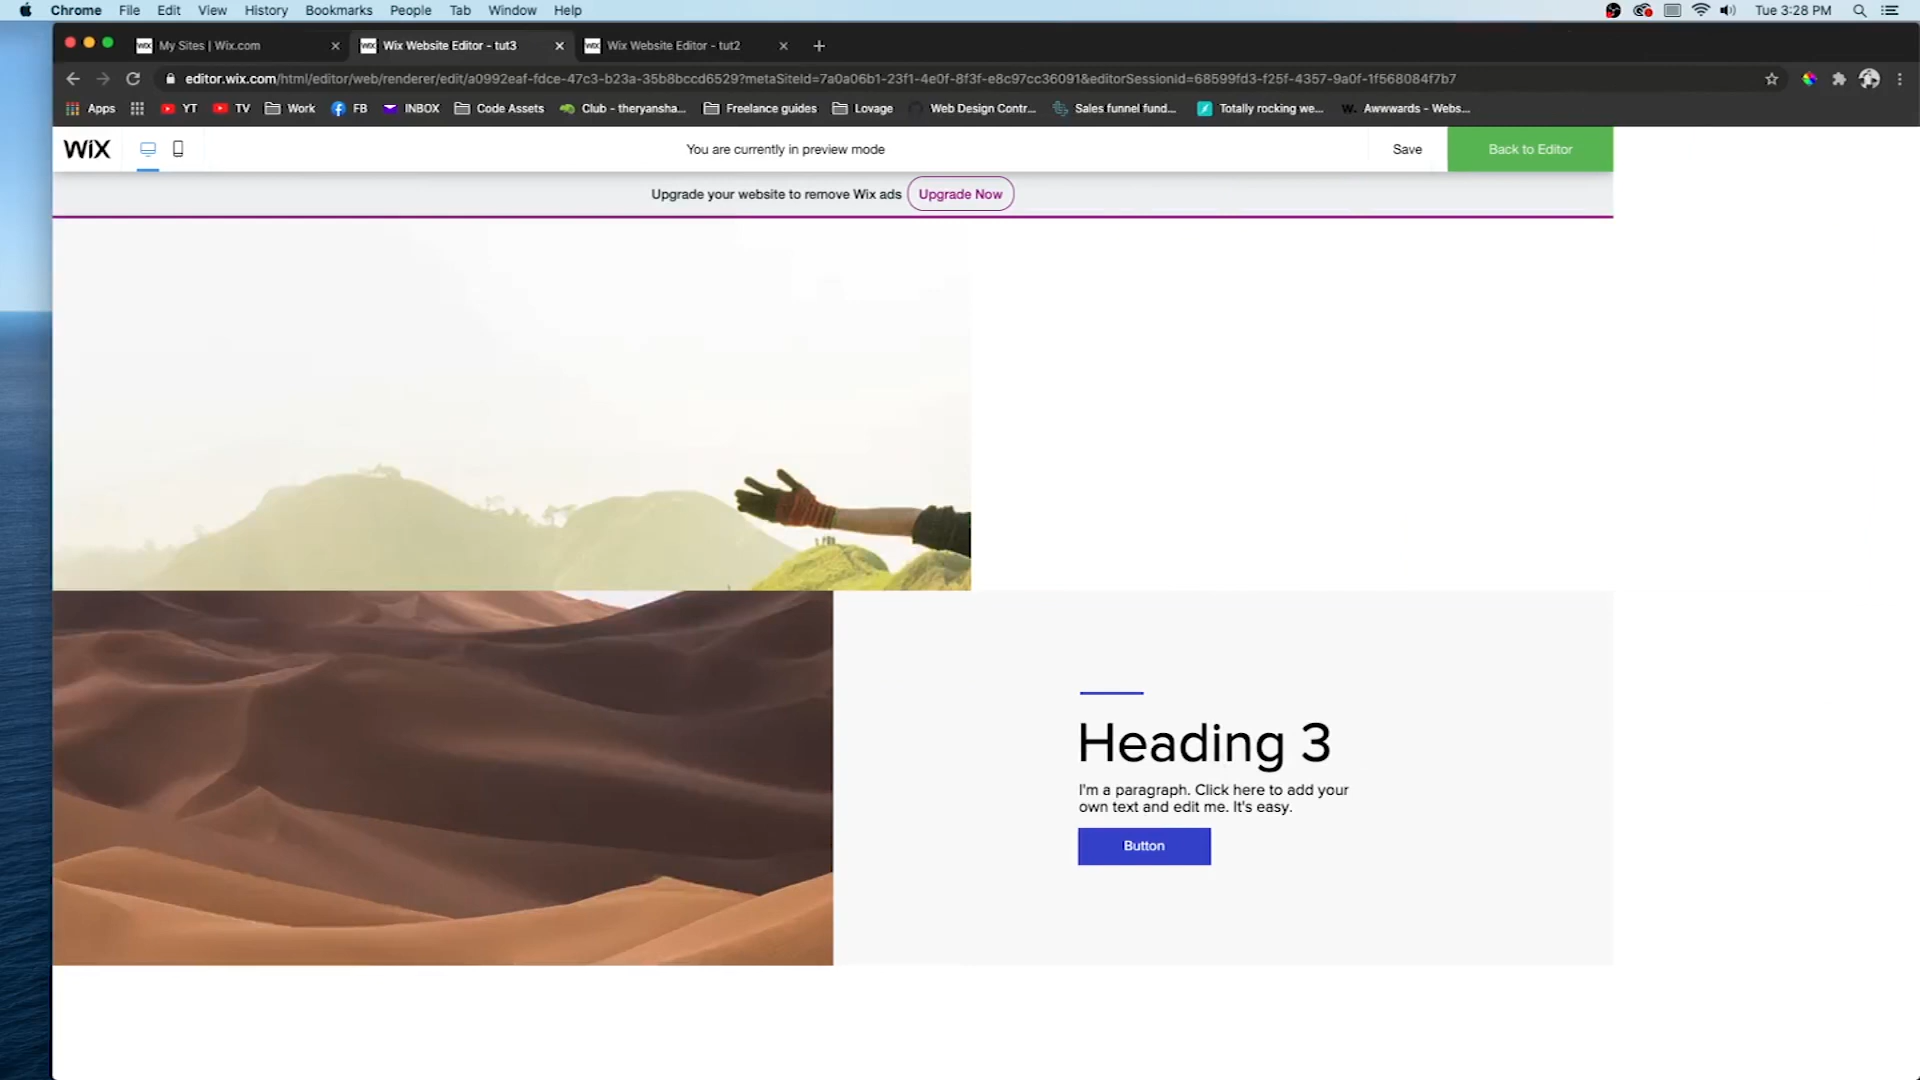 Chrome File Edit View History Bookmarks People Tab Window Help Tue 3:28 PM
WiX My Sites | Wix.com WiX Wix Website Editor - tut3 WiX Wix Website Editor - tut2
editor.wix.com/html/editor/web/renderer/edit/a0992eaf-fdce-47c3-b23a-35b8bccd6529?metaSiteId=7a0a06b1-23f1-4e0f-8f3f-e8c97cc36091&editorSessionId=68599fd3-f25f-4357-9a0f-1f568084f7b7
Apps YT TV Work FB INBOX Code Assets Club - theryansha... Freelance guides Lovage Web Design Contr... Sales funnel fund... Totally rocking we... W. Awwwards - Webs...
WiX You are currently in preview mode Save Back to Editor
Upgrade your website to remove Wix ads Upgrade Now
Heading 3
I'm a paragraph. Click here to add your
own text and edit me. It's easy.
Button